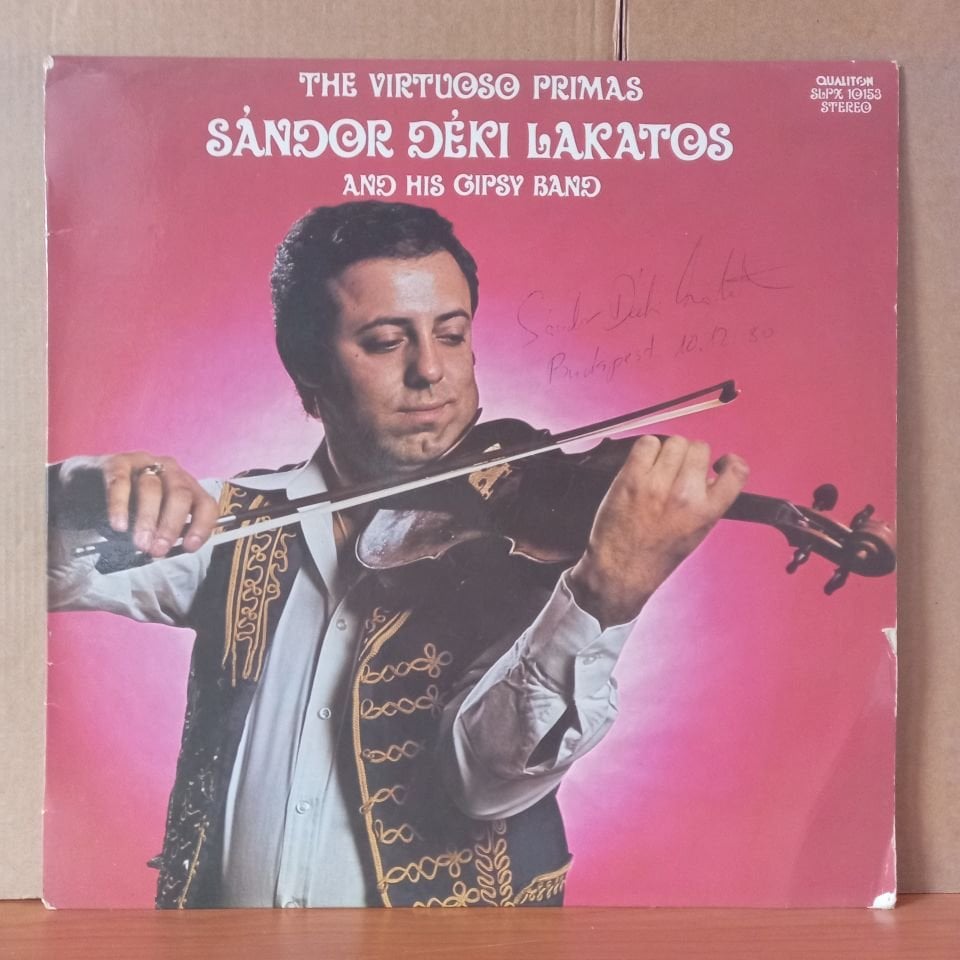 THE VIRTUOSO PRIMAS
SÁNDOR DÉKI LAKATOS
AND HIS GIPSY BAND
QUALITON
SLPX 10153
STEREO
Sándor Déki Lakatos
Budapest 10.12.80